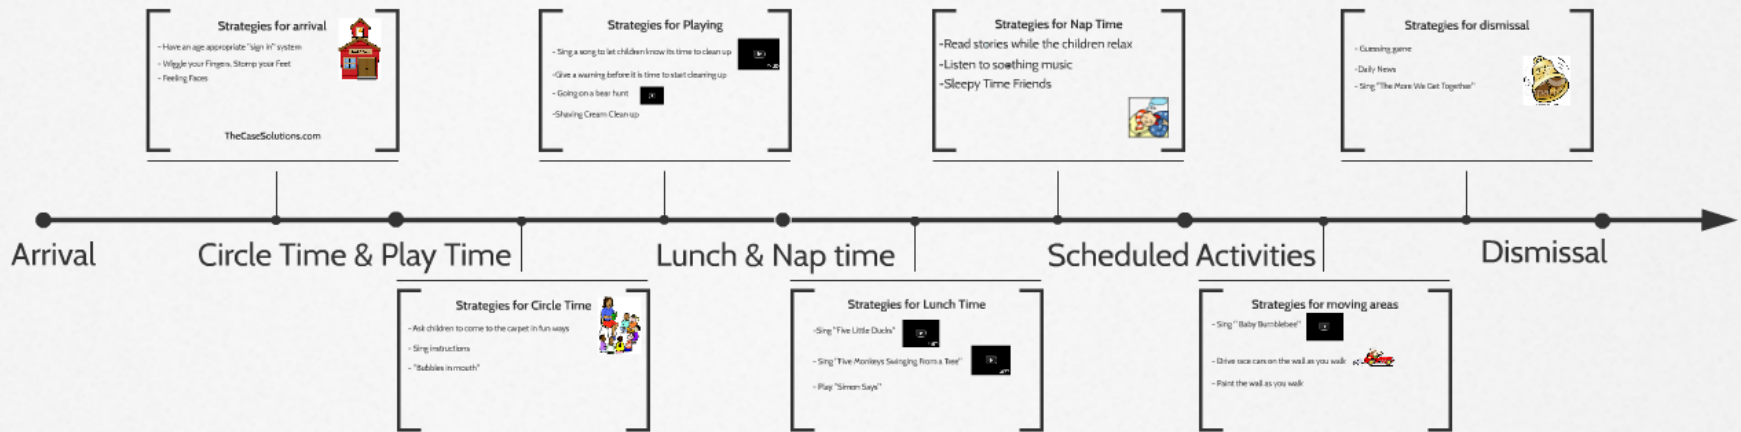 Strategies for arrival
- Have an age appropriate "sign in" system
- Wiggle your Fingers, Stomp your Feet
- Feeling Faces
TheCaseSolutions.com
Strategies for Playing
- Sing a song to let children know its time to clean up
-Give a warning before it is time to start cleaning up
- Going on a bear hunt
-Shaving Cream Clean up
Strategies for Nap Time
-Read stories while the children relax
-Listen to soothing music
-Sleepy Time Friends
Strategies for dismissal
- Guessing game
-Daily News
- Sing "The More We Get Together"
Arrival
Circle Time & Play Time
Lunch & Nap time
Scheduled Activities
Dismissal
Strategies for Circle Time
- Ask children to come to the carpet in fun ways
- Sing instructions
- "Bubbles in mouth"
Strategies for Lunch Time
-Sing "Five Little Ducks"
- Sing "Five Monkeys Swinging From a Tree"
- Play "Simon Says"
Strategies for moving areas
- Sing "Baby Bumblebee"
- Drive race cars on the wall as you walk
- Paint the wall as you walk